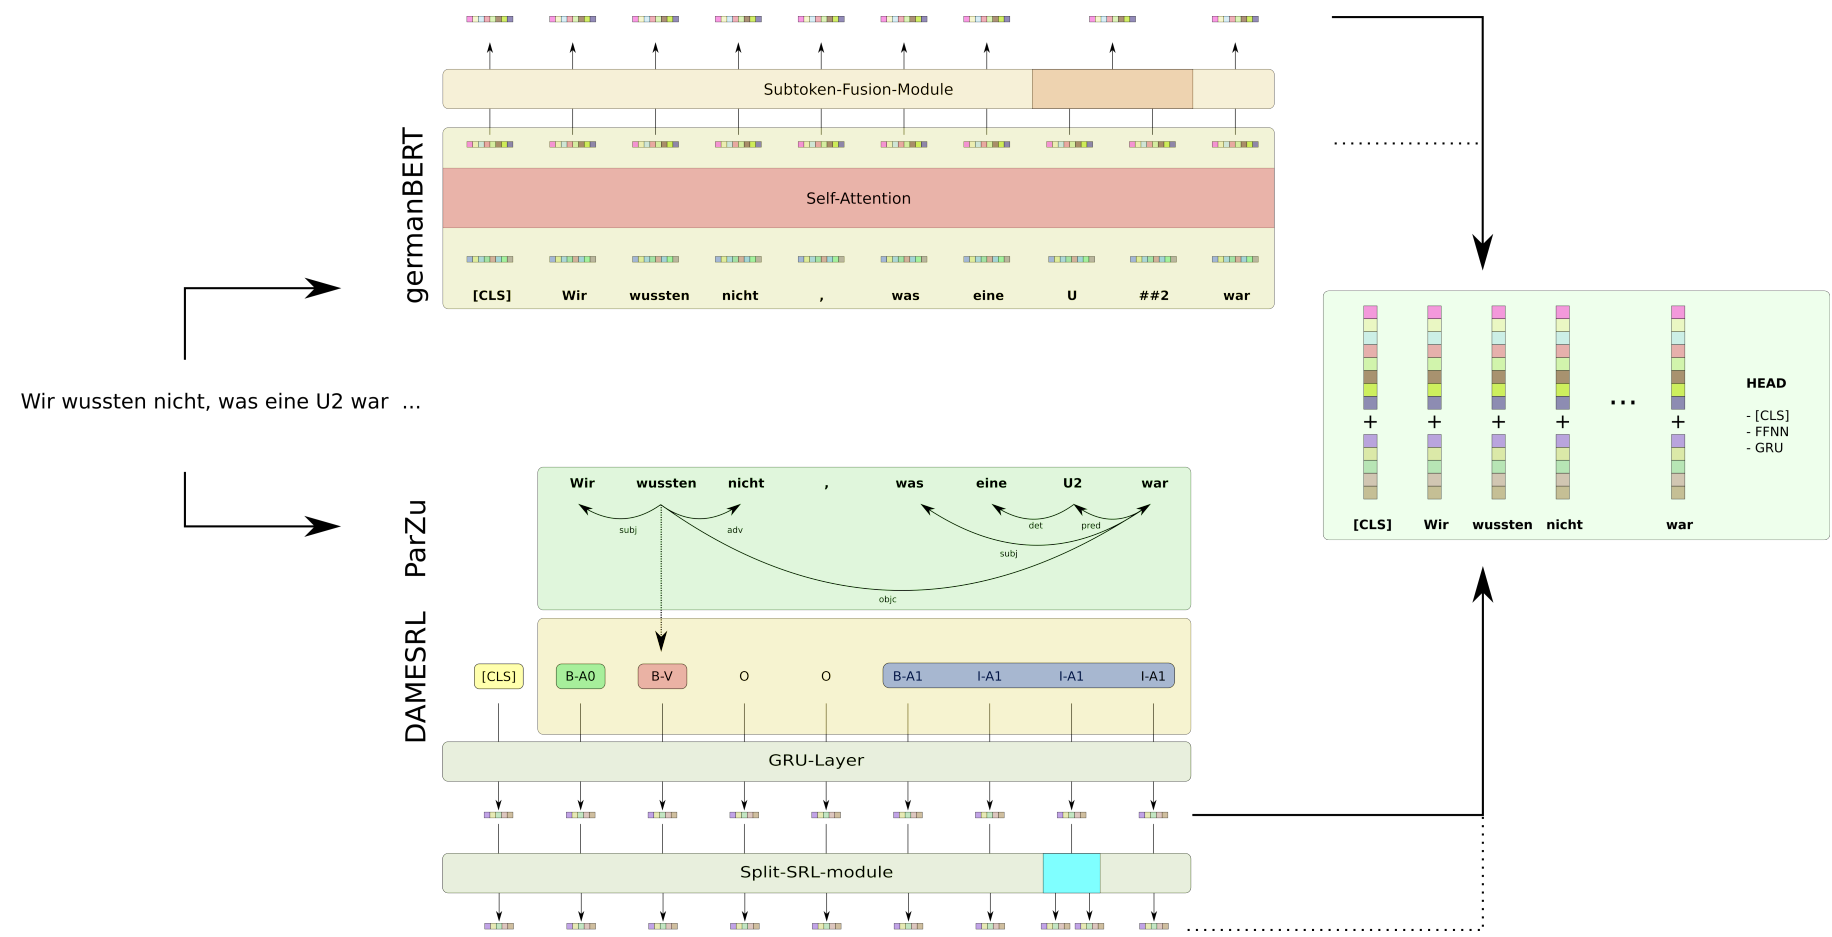 Subtoken-Fusion-Module
germanBERT
Self-Attention
[CLS] Wir wussten nicht , was eine U ##2 war
Wir wussten nicht, was eine U2 war ...
ParZu
Wir wussten nicht , was eine U2 war
subj adv det pred
subj
objc
DAMESRL
[CLS] B-A0 B-V O O B-A1 I-A1 I-A1 I-A1
GRU-Layer
Split-SRL-module
+ + + + ... +
[CLS] Wir wussten nicht war
HEAD
- [CLS]
- FFNN
- GRU